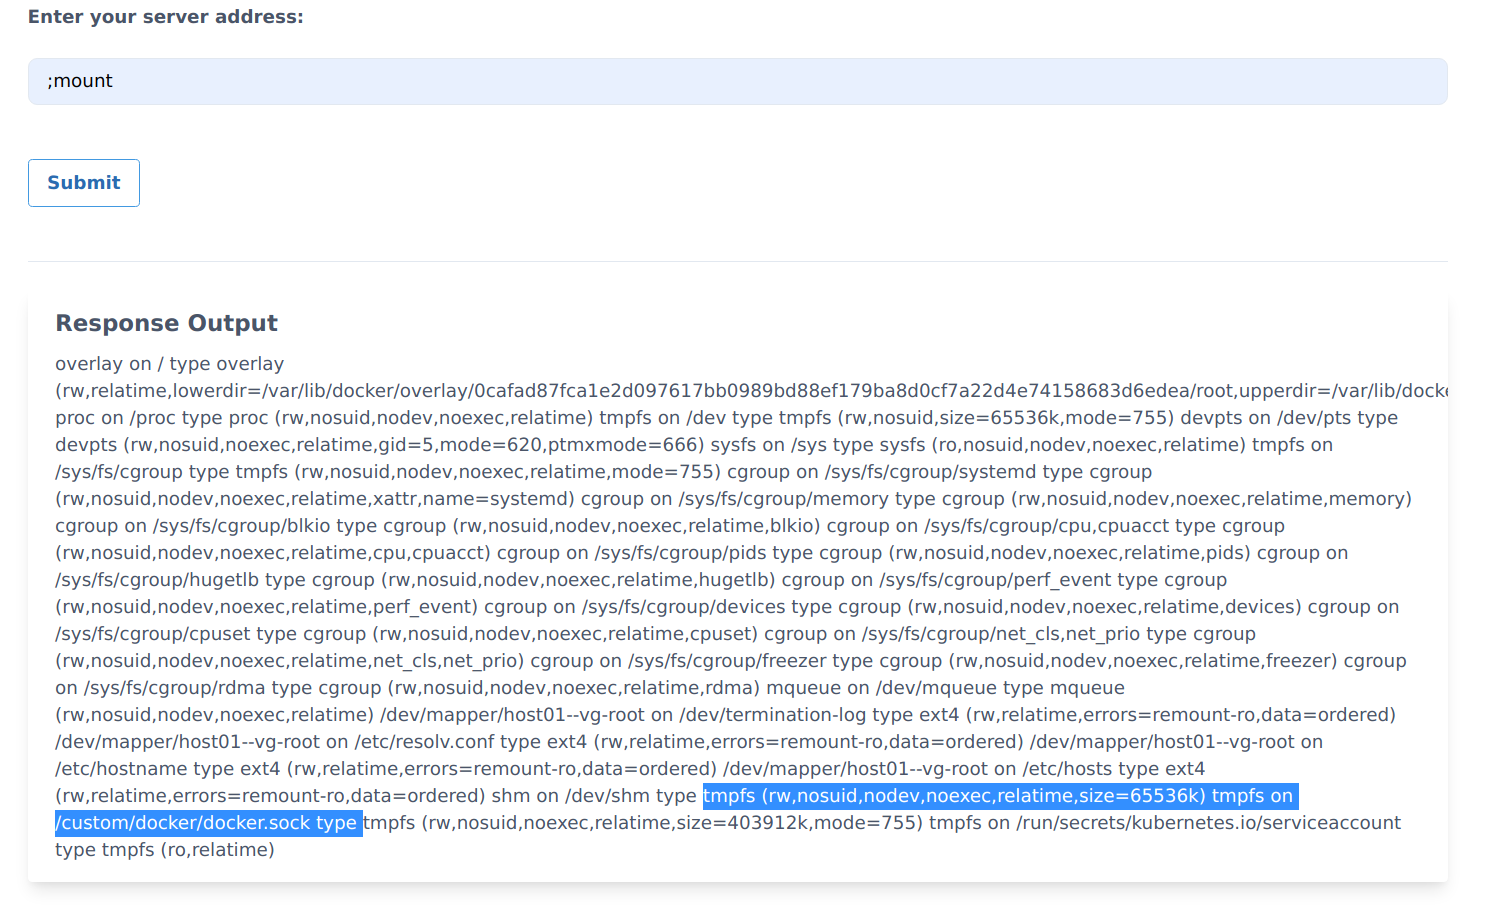 Enter your server address:
;mount
Submit
Response Output
overlay on / type overlay
(rw,relatime,lowerdir=/var/lib/docker/overlay/0cafad87fca1e2d097617bb0989bd88ef179ba8d0cf7a22d4e74158683d6edea/root,upperdir=/var/lib/docke
proc on /proc type proc (rw,nosuid,nodev,noexec,relatime) tmpfs on /dev type tmpfs (rw,nosuid,size=65536k,mode=755) devpts on /dev/pts type
devpts (rw,nosuid,noexec,relatime,gid=5,mode=620,ptmxmode=666) sysfs on /sys type sysfs (ro,nosuid,nodev,noexec,relatime) tmpfs on
/sys/fs/cgroup type tmpfs (rw,nosuid,nodev,noexec,relatime,mode=755) cgroup on /sys/fs/cgroup/systemd type cgroup
(rw,nosuid,nodev,noexec,relatime,xattr,name=systemd) cgroup on /sys/fs/cgroup/memory type cgroup (rw,nosuid,nodev,noexec,relatime,memory)
cgroup on /sys/fs/cgroup/blkio type cgroup (rw,nosuid,nodev,noexec,relatime,blkio) cgroup on /sys/fs/cgroup/cpu,cpuacct type cgroup
(rw,nosuid,nodev,noexec,relatime,cpu,cpuacct) cgroup on /sys/fs/cgroup/pids type cgroup (rw,nosuid,nodev,noexec,relatime,pids) cgroup on
/sys/fs/cgroup/hugetlb type cgroup (rw,nosuid,nodev,noexec,relatime,hugetlb) cgroup on /sys/fs/cgroup/perf_event type cgroup
(rw,nosuid,nodev,noexec,relatime,perf_event) cgroup on /sys/fs/cgroup/devices type cgroup (rw,nosuid,nodev,noexec,relatime,devices) cgroup on
/sys/fs/cgroup/cpuset type cgroup (rw,nosuid,nodev,noexec,relatime,cpuset) cgroup on /sys/fs/cgroup/net_cls,net_prio type cgroup
(rw,nosuid,nodev,noexec,relatime,net_cls,net_prio) cgroup on /sys/fs/cgroup/freezer type cgroup (rw,nosuid,nodev,noexec,relatime,freezer) cgroup
on /sys/fs/cgroup/rdma type cgroup (rw,nosuid,nodev,noexec,relatime,rdma) mqueue on /dev/mqueue type mqueue
(rw,nosuid,nodev,noexec,relatime) /dev/mapper/host01--vg-root on /dev/termination-log type ext4 (rw,relatime,errors=remount-ro,data=ordered)
/dev/mapper/host01--vg-root on /etc/resolv.conf type ext4 (rw,relatime,errors=remount-ro,data=ordered) /dev/mapper/host01--vg-root on
/etc/hostname type ext4 (rw,relatime,errors=remount-ro,data=ordered) /dev/mapper/host01--vg-root on /etc/hosts type ext4
(rw,relatime,errors=remount-ro,data=ordered) shm on /dev/shm type tmpfs (rw,nosuid,nodev,noexec,relatime,size=65536k) tmpfs on
/custom/docker/docker.sock type tmpfs (rw,nosuid,noexec,relatime,size=403912k,mode=755) tmpfs on /run/secrets/kubernetes.io/serviceaccount
type tmpfs (ro,relatime)